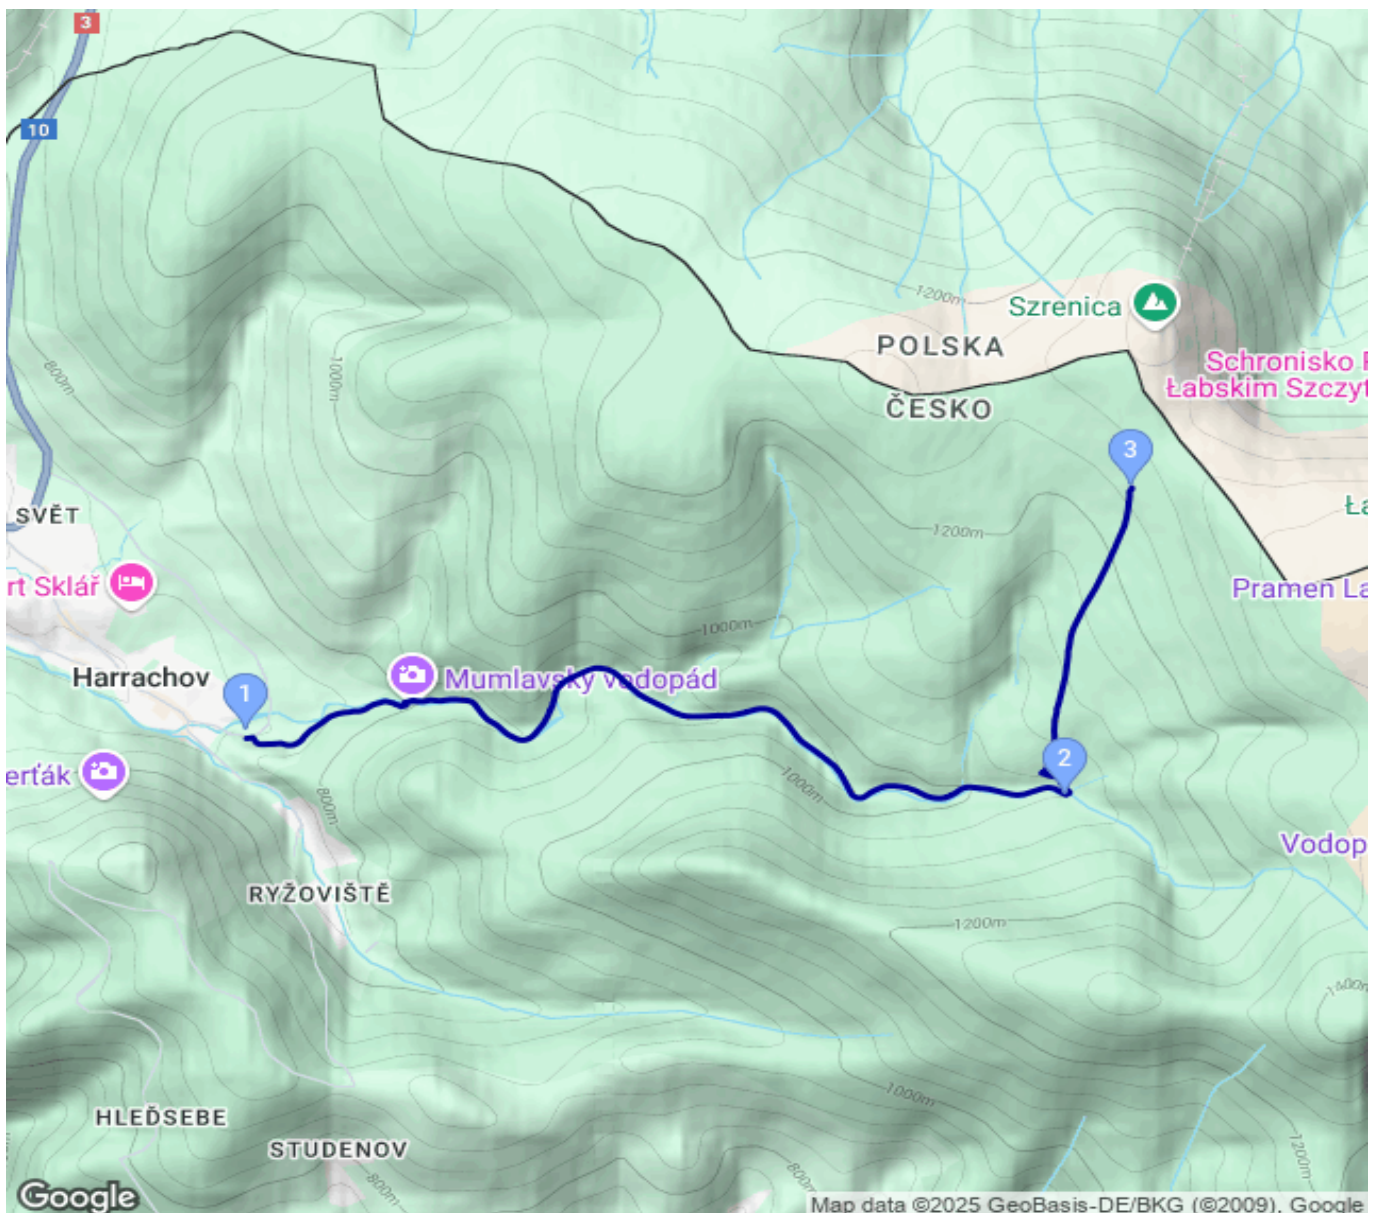 3
10
1200m
Szrenica
POLSKA
Schronisko P
Łabskim Szczyt
800m
1000m
ČESKO
3
SVĚT
Ła
1200m
rt Sklář
Pramen La
1000m
Harrachov
1
Mumlavský vodopád
2
erťák
800m
1000m
Vodop
RYŽOVIŠTĚ
1200m
1400m
1000m
HLEĎSEBE
STUDENOV
1200m
800m
800m
Google
Map data ©2025 GeoBasis-DE/BKG (©2009), Google